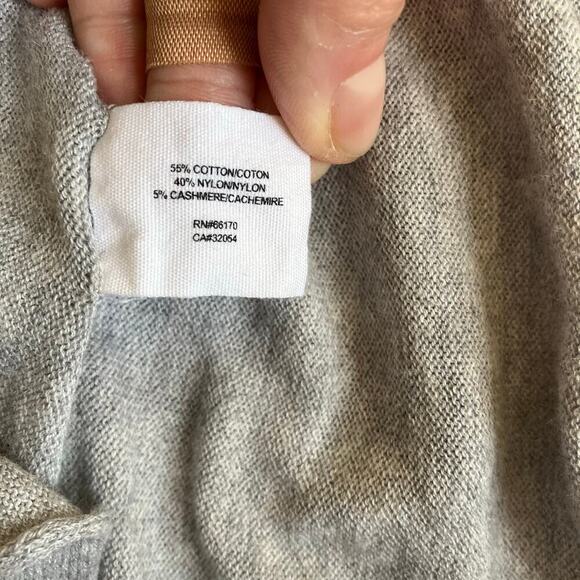 55% COTTON/COTON
40% NYLON/NYLON
5% CASHMERE/CACHEMIRE
RN#66170
CA#32054